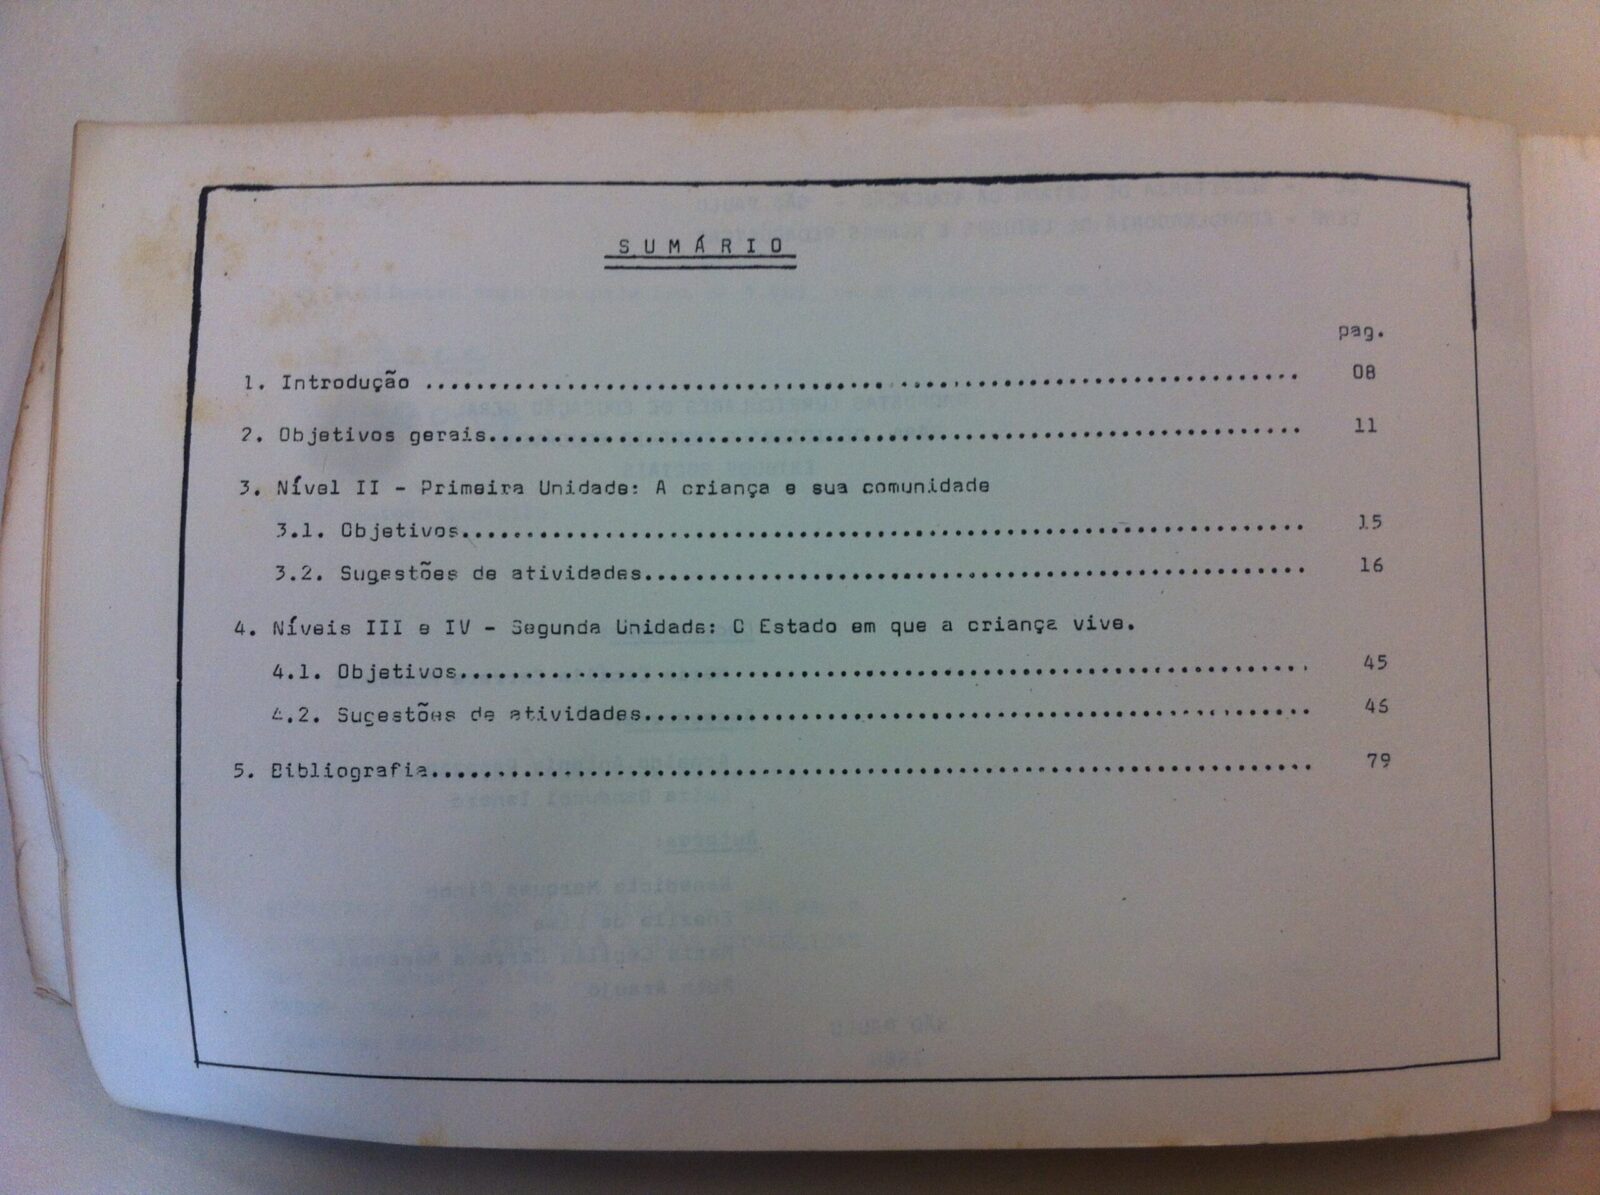 SUMÁRIO
pag.
1. Introdução ........................................................................ 08
2. Objetivos gerais.................................................................. 11
3. Nível II - Primeira Unidade: A criança e sua comunidade
3.1. Objetivos.................................................................. 15
3.2. Sugestões de atividades.................................................... 16
4. Níveis III e IV - Segunda Unidade: O Estado em que a criança vive.
4.1. Objetivos.................................................................. 45
4.2. Sugestões de atividades.................................................... 46
5. Bibliografia...................................................................... 79